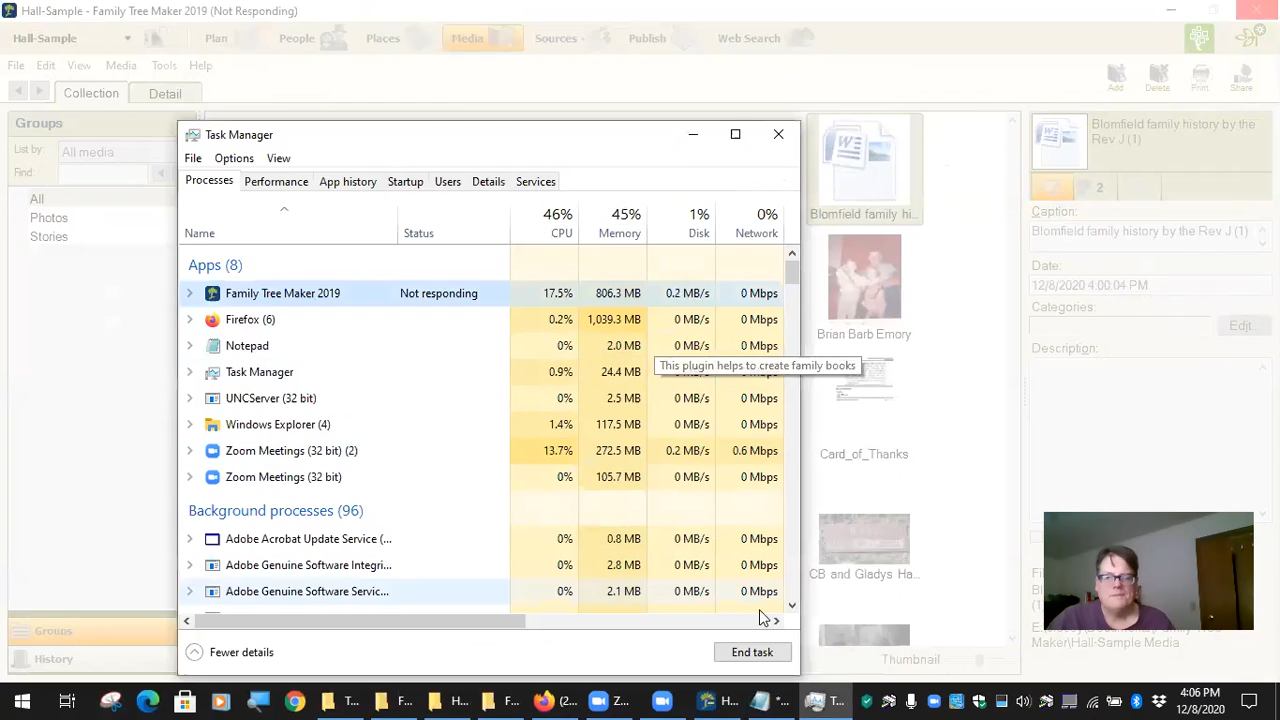 Hall-Sample - Family Tree Maker 2019 (Not Responding)
Hall-Sample Plan People Places Media Sources Publish Web Search
File Edit View Media Tools Help
Add Delete Print Share
Collection Detail
Groups
List by: All media
Find:
All
Photos
Stories
Groups
History
Task Manager
File Options View
Processes Performance App history Startup Users Details Services
46% 45% 1% 0%
Name Status CPU Memory Disk Network
Apps (8)
Family Tree Maker 2019 Not responding 17.5% 806.3 MB 0.2 MB/s 0 Mbps
Firefox (6) 0.2% 1,039.3 MB 0 MB/s 0 Mbps
Notepad 0% 2.0 MB 0 MB/s 0 Mbps
This plugin helps to create family books
Task Manager 0.9% 24.4 MB 0 MB/s 0 Mbps
UNCServer (32 bit) 0% 2.5 MB 0 MB/s 0 Mbps
Windows Explorer (4) 1.4% 117.5 MB 0 MB/s 0 Mbps
Zoom Meetings (32 bit) (2) 13.7% 272.5 MB 0.2 MB/s 0.6 Mbps
Zoom Meetings (32 bit) 0% 105.7 MB 0 MB/s 0 Mbps
Background processes (96)
Adobe Acrobat Update Service (... 0% 0.8 MB 0 MB/s 0 Mbps
Adobe Genuine Software Integri... 0% 2.8 MB 0 MB/s 0 Mbps
Adobe Genuine Software Servic... 0% 2.1 MB 0 MB/s 0 Mbps
Fewer details End task
Blomfield family hi...
Brian Barb Emory
Card_of_Thanks
CB and Gladys Ha...
Thumbnail
Blomfield family history by the
Rev J (1)
2
Caption:
Blomfield family history by the Rev J (1)
Date:
12/8/2020 4:00:04 PM
Categories:
Edit
Description:
Maker\Hall-Sample Media
T... F... H... F... (2... Z... H... *... T...
4:06 PM
12/8/2020